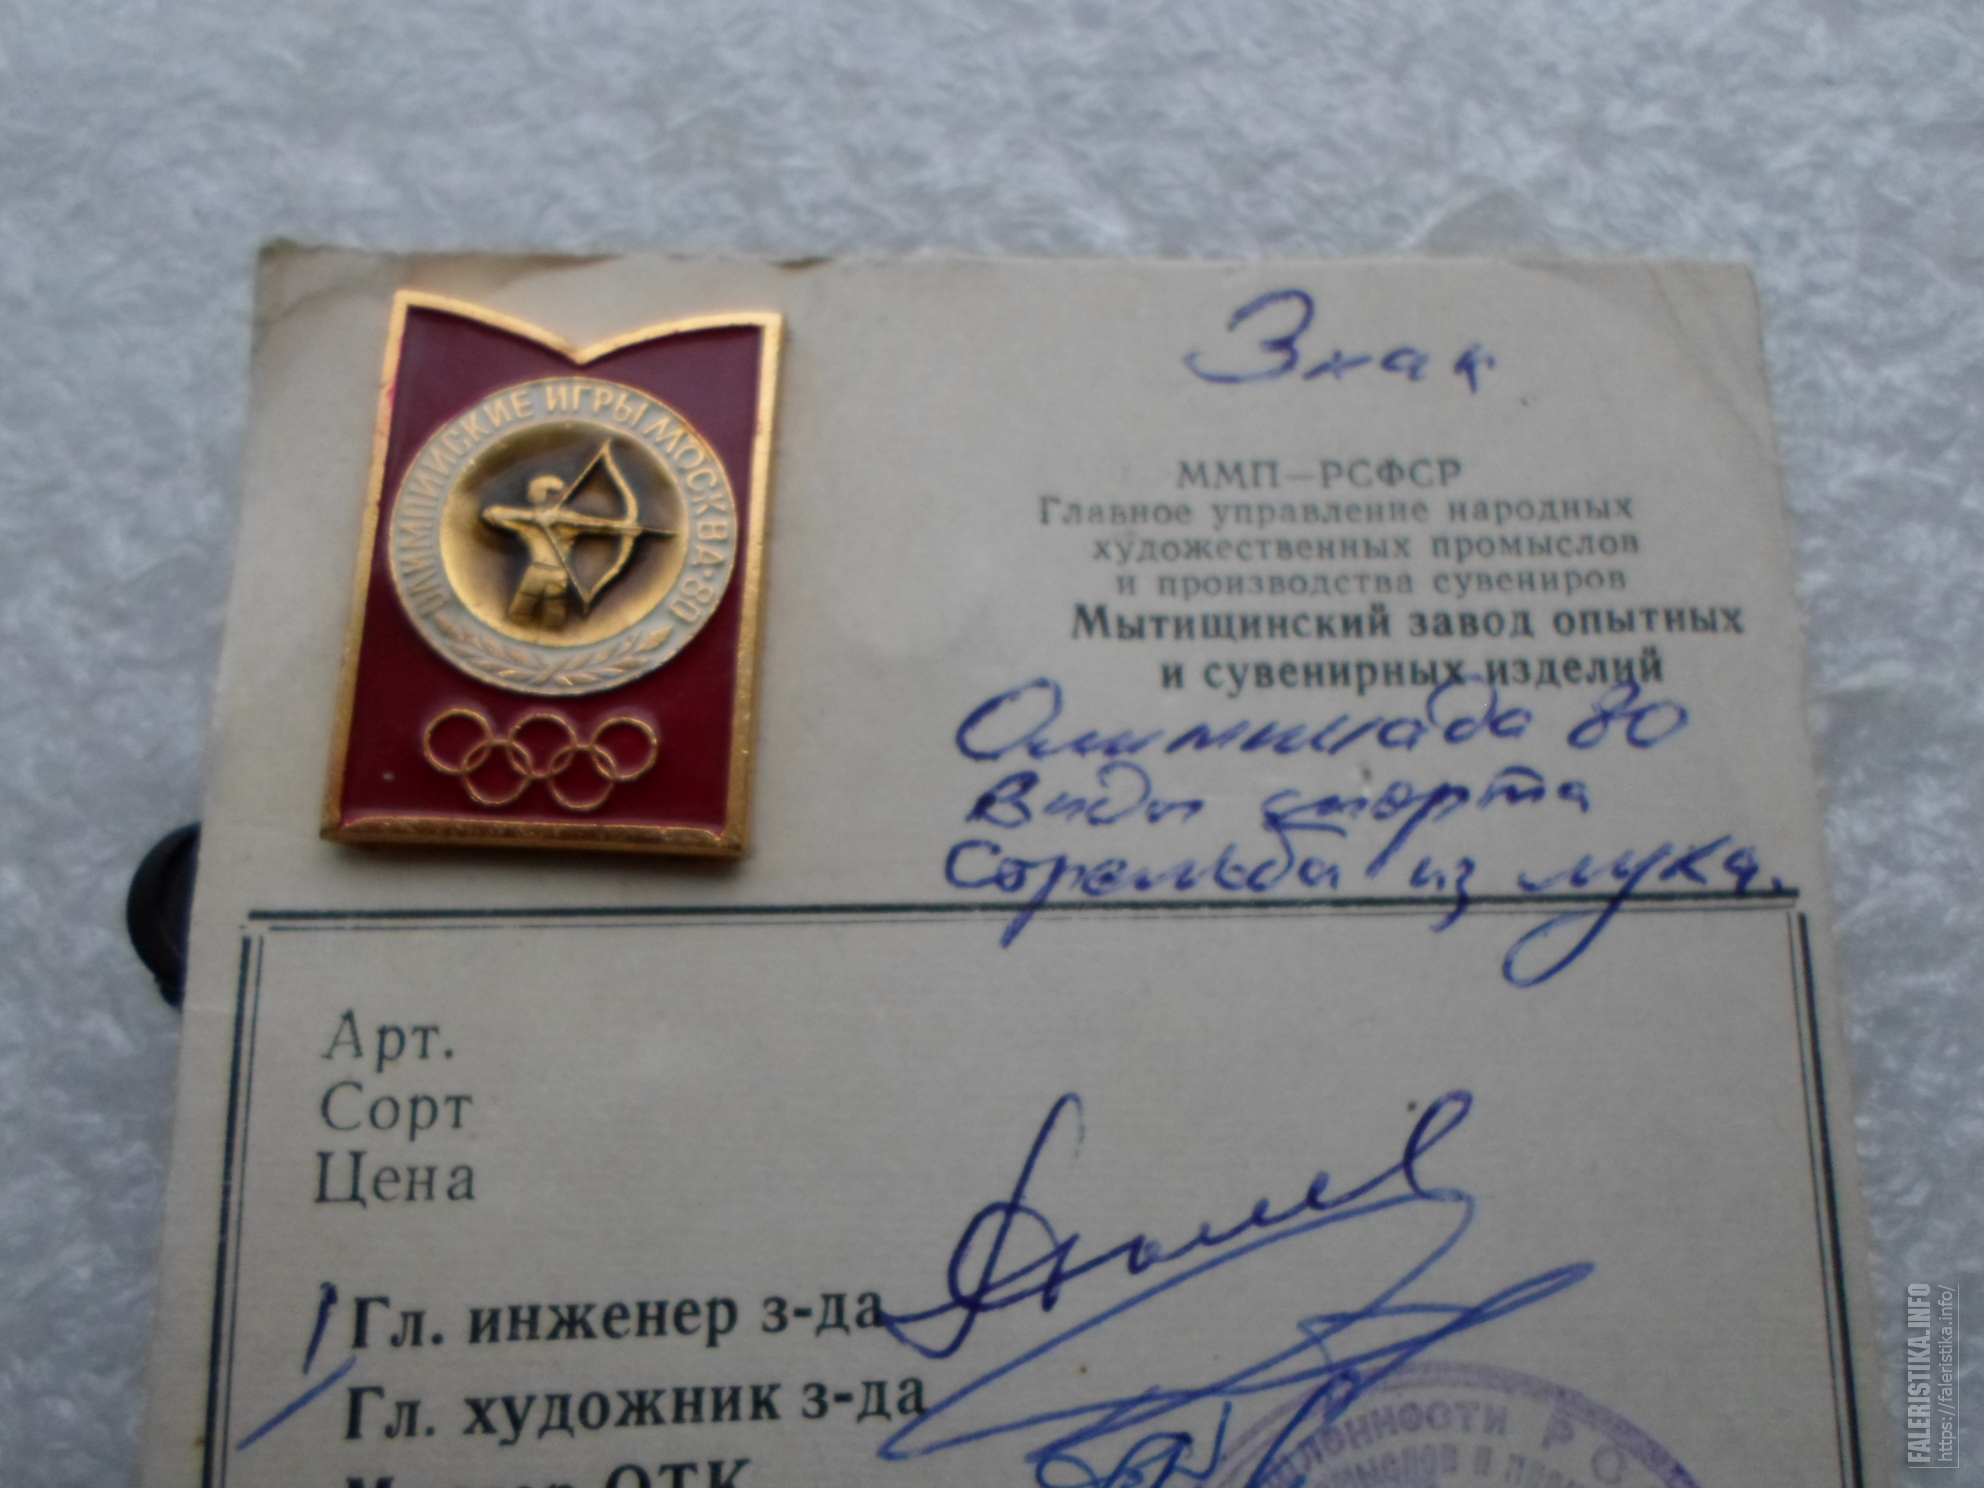 ОЛИМПИЙСКИЕ ИГРЫ МОСКВА·80
Знак
ММП—РСФСР
Главное управление народных
художественных промыслов
и производства сувениров
Мытищинский завод опытных
и сувенирных изделий
Олимпиада 80
Виды спорта
Стрельба из лука.
Арт.
Сорт
Цена
Гл. инженер з-да
Гл. художник з-да
ОТК
FALERISTIKA.INFO
https://faleristika.info/